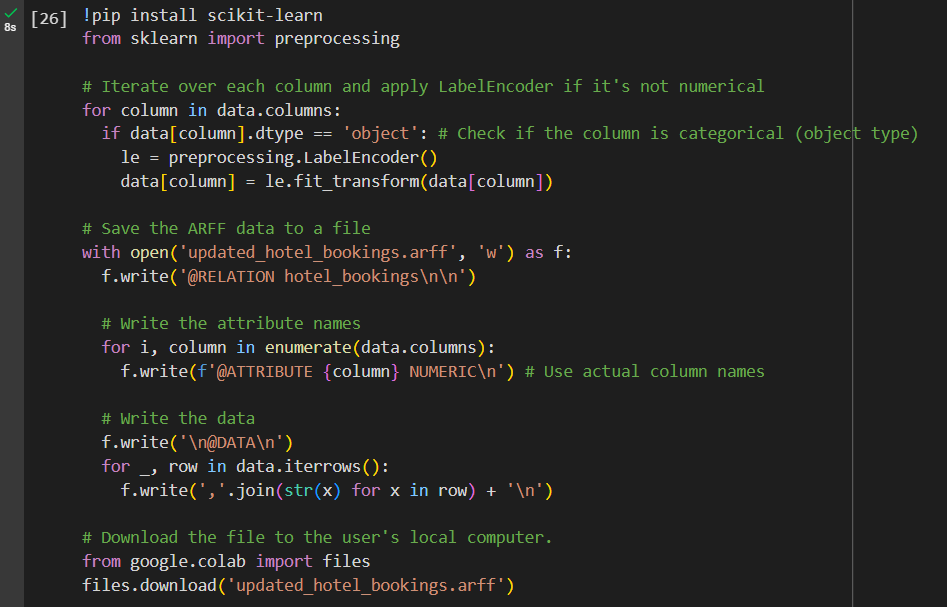 [26] !pip install scikit-learn
8s
from sklearn import preprocessing
# Iterate over each column and apply LabelEncoder if it's not numerical
for column in data.columns:
  if data[column].dtype == 'object': # Check if the column is categorical (object type)
    le = preprocessing.LabelEncoder()
    data[column] = le.fit_transform(data[column])
# Save the ARFF data to a file
with open('updated_hotel_bookings.arff', 'w') as f:
  f.write('@RELATION hotel_bookings\n\n')
  # Write the attribute names
  for i, column in enumerate(data.columns):
    f.write(f'@ATTRIBUTE {column} NUMERIC\n') # Use actual column names
  # Write the data
  f.write('\n@DATA\n')
  for _, row in data.iterrows():
    f.write(','.join(str(x) for x in row) + '\n')
# Download the file to the user's local computer.
from google.colab import files
files.download('updated_hotel_bookings.arff')